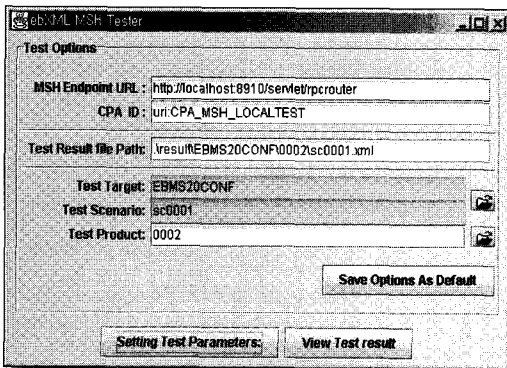 ebXML MSH Tester
Test Options
MSH Endpoint URL : http://localhost:8910/servlet/rpcrouter
CPA ID : uri:CPA_MSH_LOCALTEST
Test Result file Path: .\result\EBMS20CONF\0002\sc0001.xml
Test Target: EBMS20CONF
Test Scenario: sc0001
Test Product: 0002
Save Options As Default
Setting Test Parameters:
View Test result